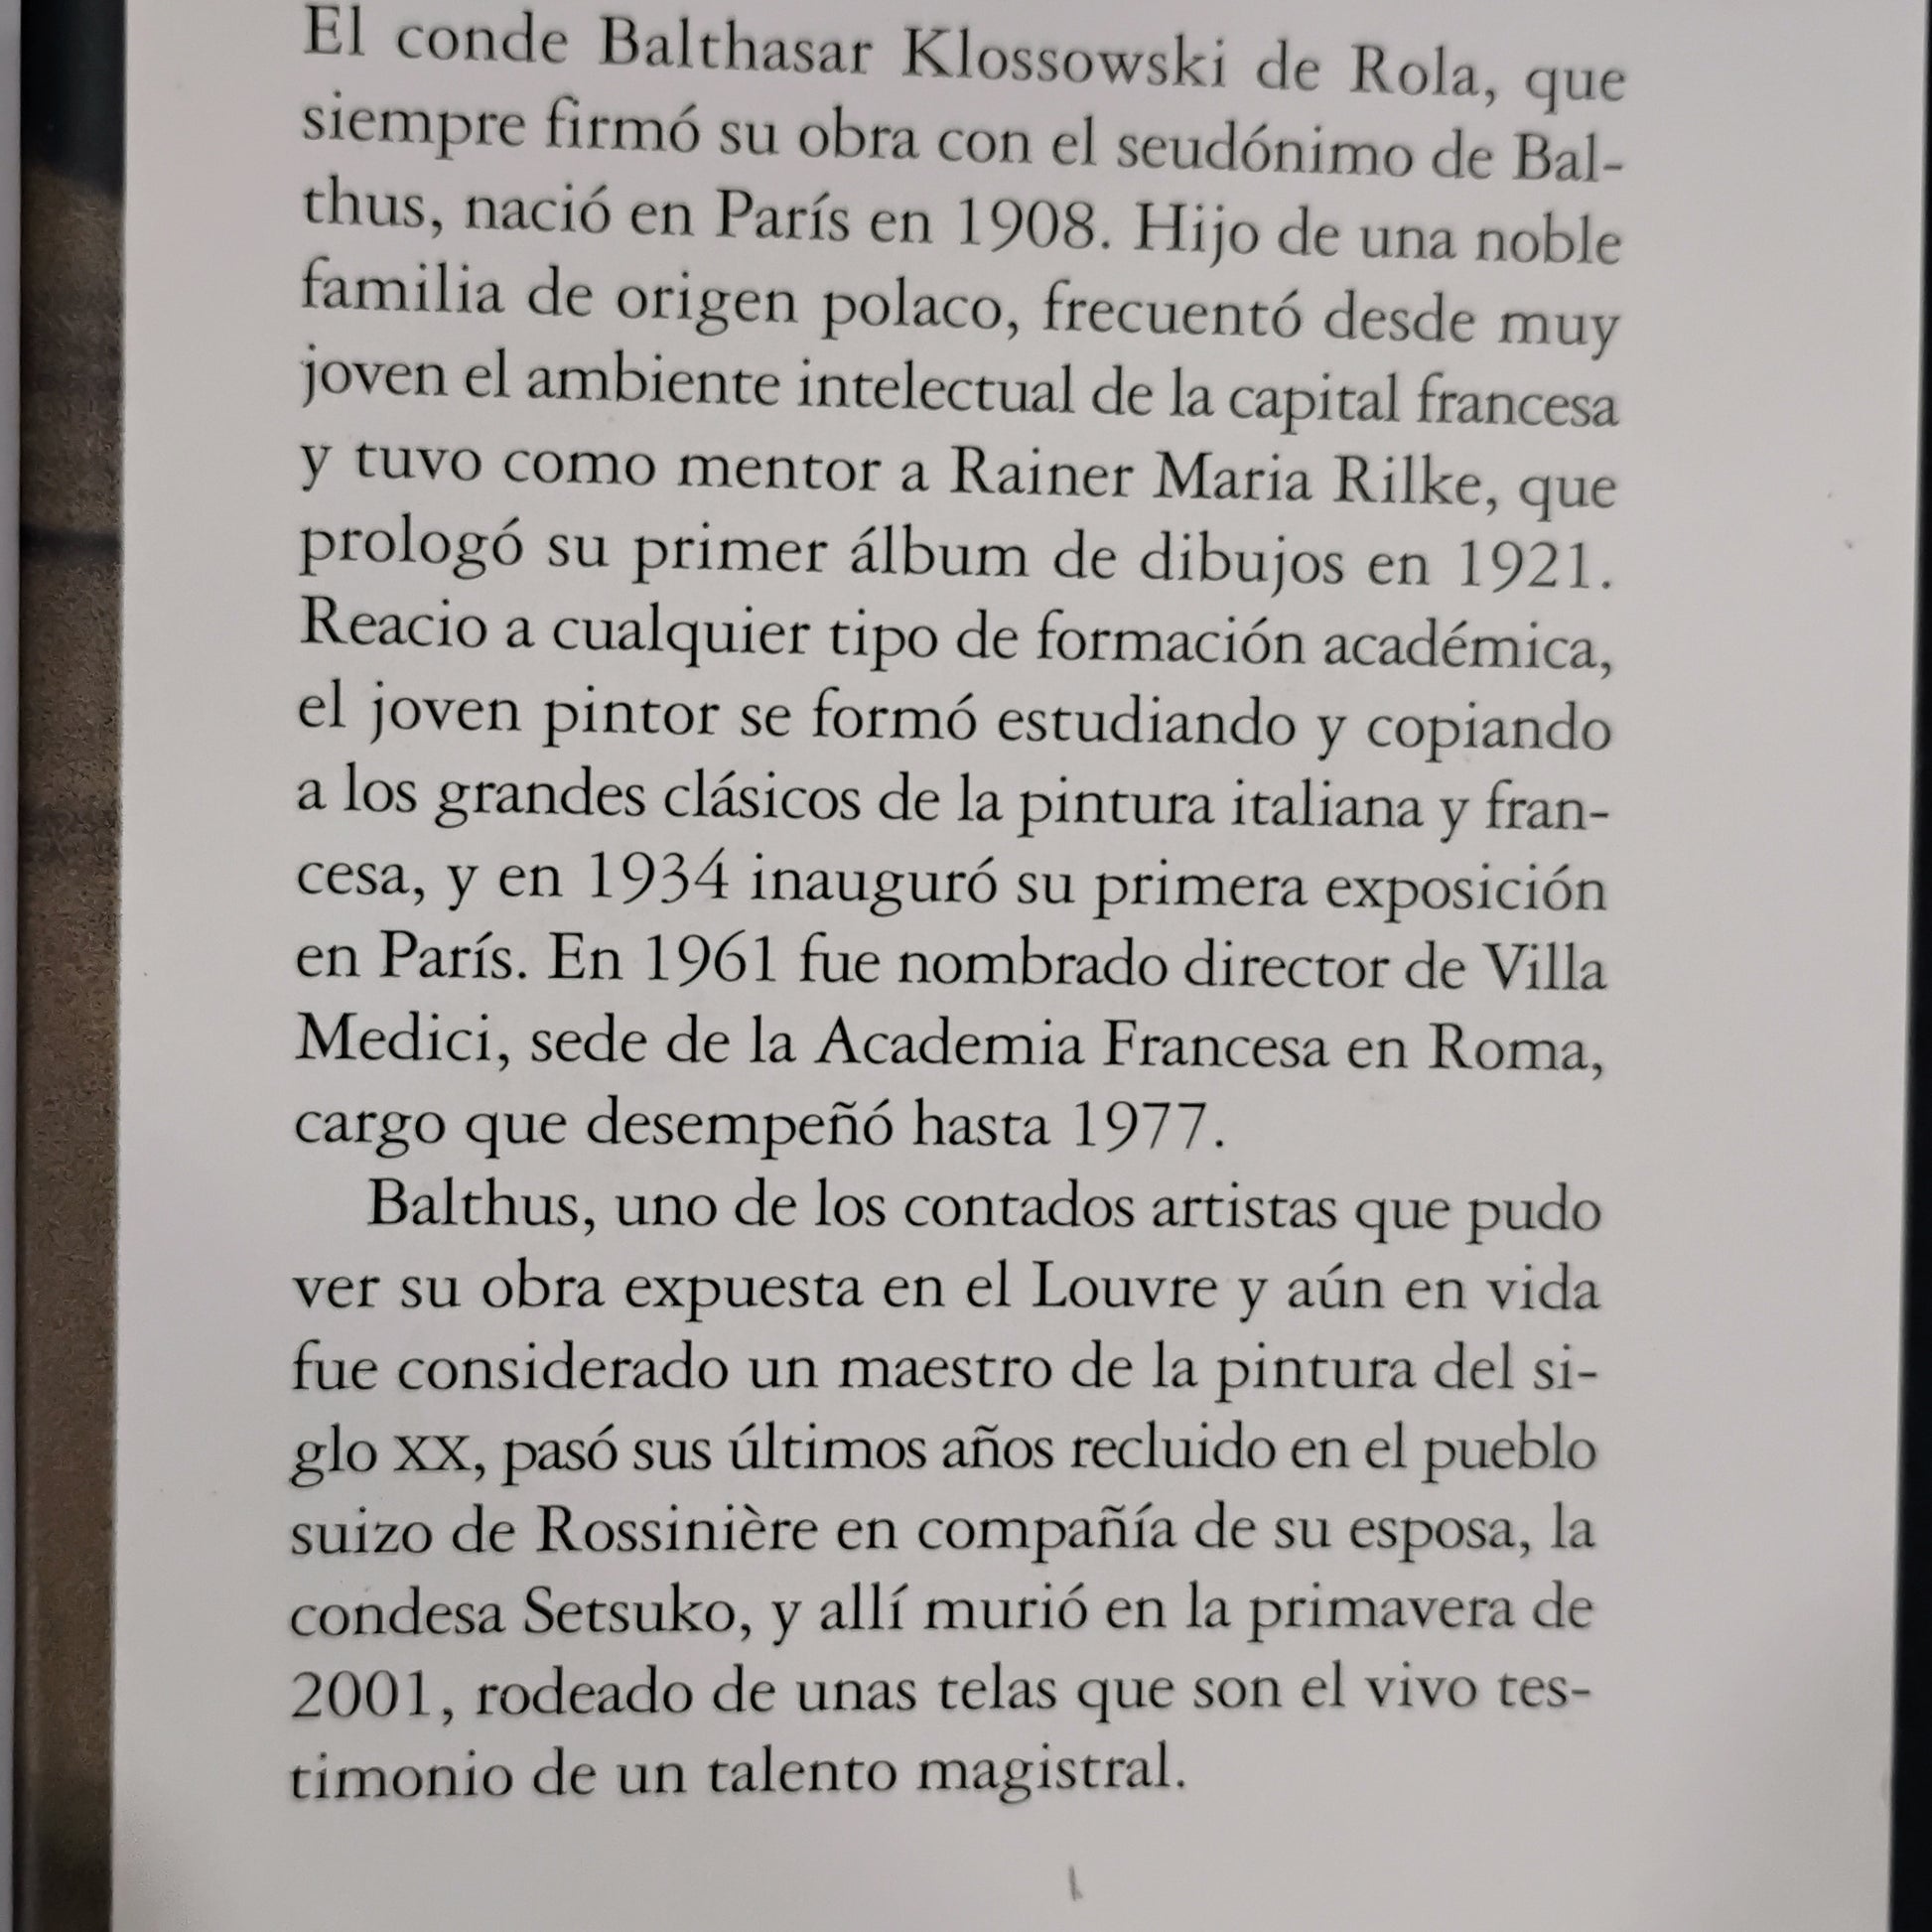 El conde Balthasar Klossowski de Rola, que
siempre firmó su obra con el seudónimo de Bal-
thus, nació en París en 1908. Hijo de una noble
familia de origen polaco, frecuentó desde muy
joven el ambiente intelectual de la capital francesa
y tuvo como mentor a Rainer Maria Rilke, que
prologó su primer álbum de dibujos en 1921.
Reacio a cualquier tipo de formación académica,
el joven pintor se formó estudiando y copiando
a los grandes clásicos de la pintura italiana y fran-
cesa, y en 1934 inauguró su primera exposición
en París. En 1961 fue nombrado director de Villa
Medici, sede de la Academia Francesa en Roma,
cargo que desempeñó hasta 1977.
Balthus, uno de los contados artistas que pudo
ver su obra expuesta en el Louvre y aún en vida
fue considerado un maestro de la pintura del si-
glo XX, pasó sus últimos años recluido en el pueblo
suizo de Rossinière en compañía de su esposa, la
condesa Setsuko, y allí murió en la primavera de
2001, rodeado de unas telas que son el vivo tes-
timonio de un talento magistral.